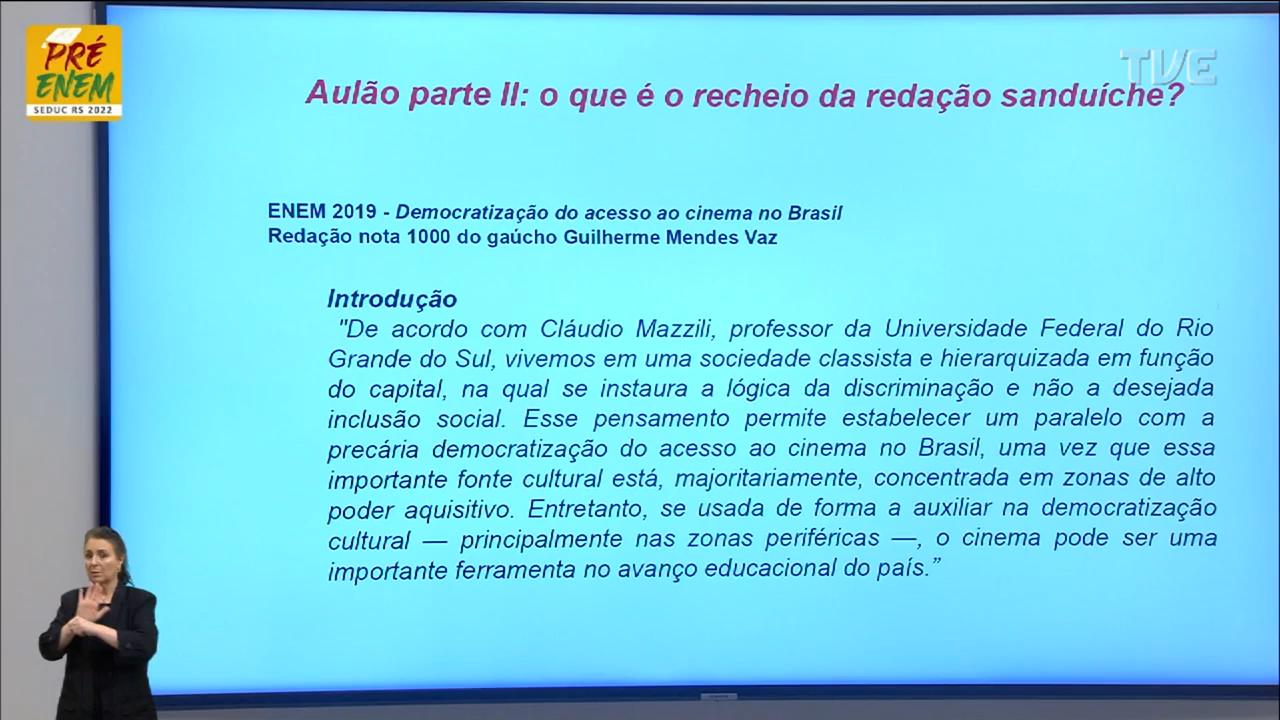 PRÉ
ENEM
SEDUC RS 2022
TVE
Aulão parte II: o que é o recheio da redação sanduíche?
ENEM 2019 - Democratização do acesso ao cinema no Brasil
Redação nota 1000 do gaúcho Guilherme Mendes Vaz
Introdução
"De acordo com Cláudio Mazzili, professor da Universidade Federal do Rio
Grande do Sul, vivemos em uma sociedade classista e hierarquizada em função
do capital, na qual se instaura a lógica da discriminação e não a desejada
inclusão social. Esse pensamento permite estabelecer um paralelo com a
precária democratização do acesso ao cinema no Brasil, uma vez que essa
importante fonte cultural está, majoritariamente, concentrada em zonas de alto
poder aquisitivo. Entretanto, se usada de forma a auxiliar na democratização
cultural — principalmente nas zonas periféricas —, o cinema pode ser uma
importante ferramenta no avanço educacional do país.”